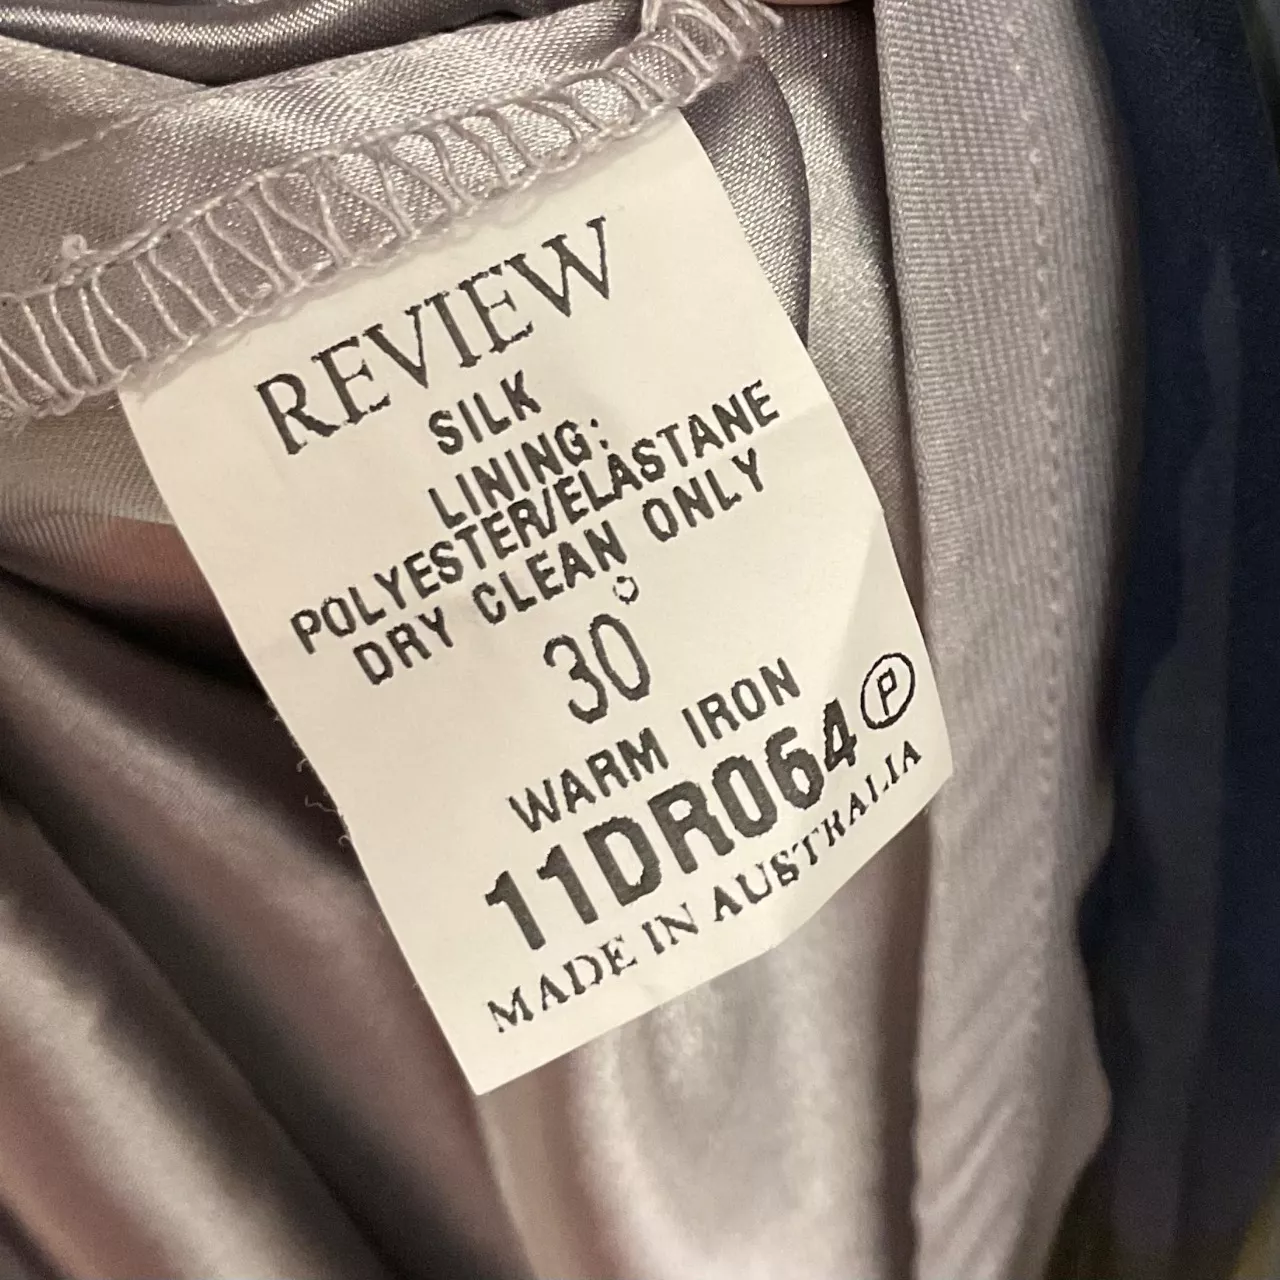 REVIEW
SILK
LINING:
POLYESTER/ELASTANE
DRY CLEAN ONLY
30°
WARM IRON
11DR064 Ⓟ
MADE IN AUSTRALIA